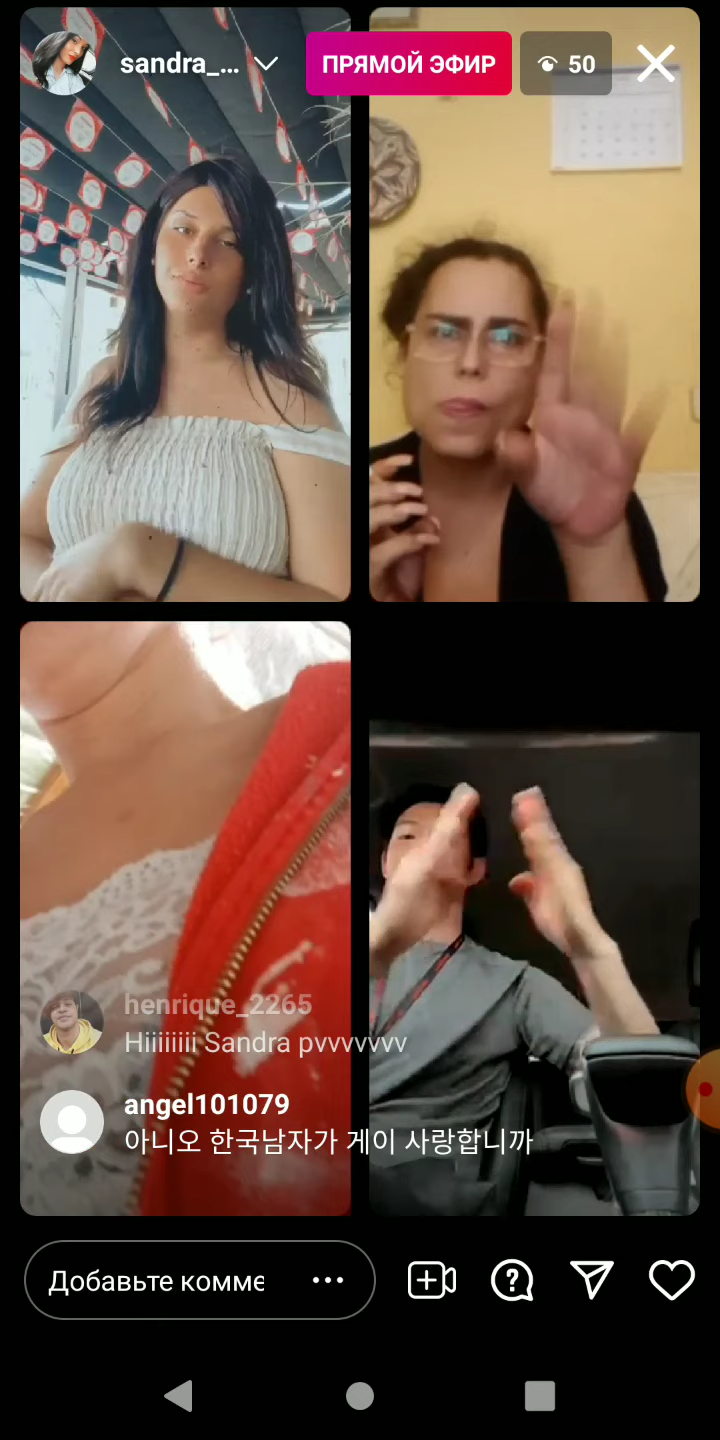 sandra_...
ПРЯМОЙ ЭФИР
50
henrique_2265
Hiiiiiii Sandra pvvvvvvv
angel101079
아니오 한국남자가 게이 사랑합니까
Добавьте комме